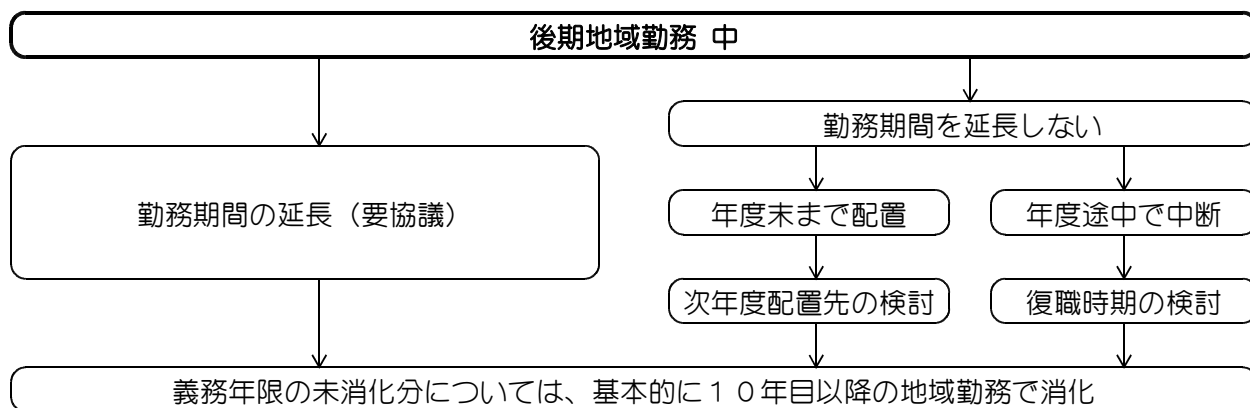 後期地域勤務 中
勤務期間を延長しない
勤務期間の延長（要協議）
年度末まで配置
年度途中で中断
次年度配置先の検討
復職時期の検討
義務年限の未消化分については、基本的に１０年目以降の地域勤務で消化